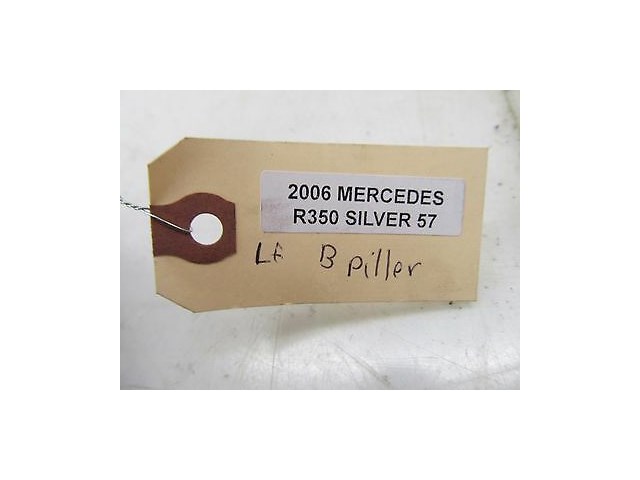 2006 MERCEDES
R350 SILVER 57
LF B piller